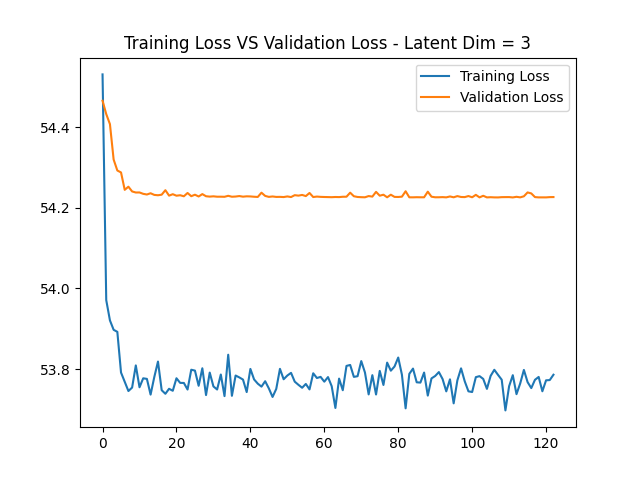 Training Loss VS Validation Loss - Latent Dim = 3
Training Loss
Validation Loss
54.4
54.2
54.0
53.8
0 20 40 60 80 100 120